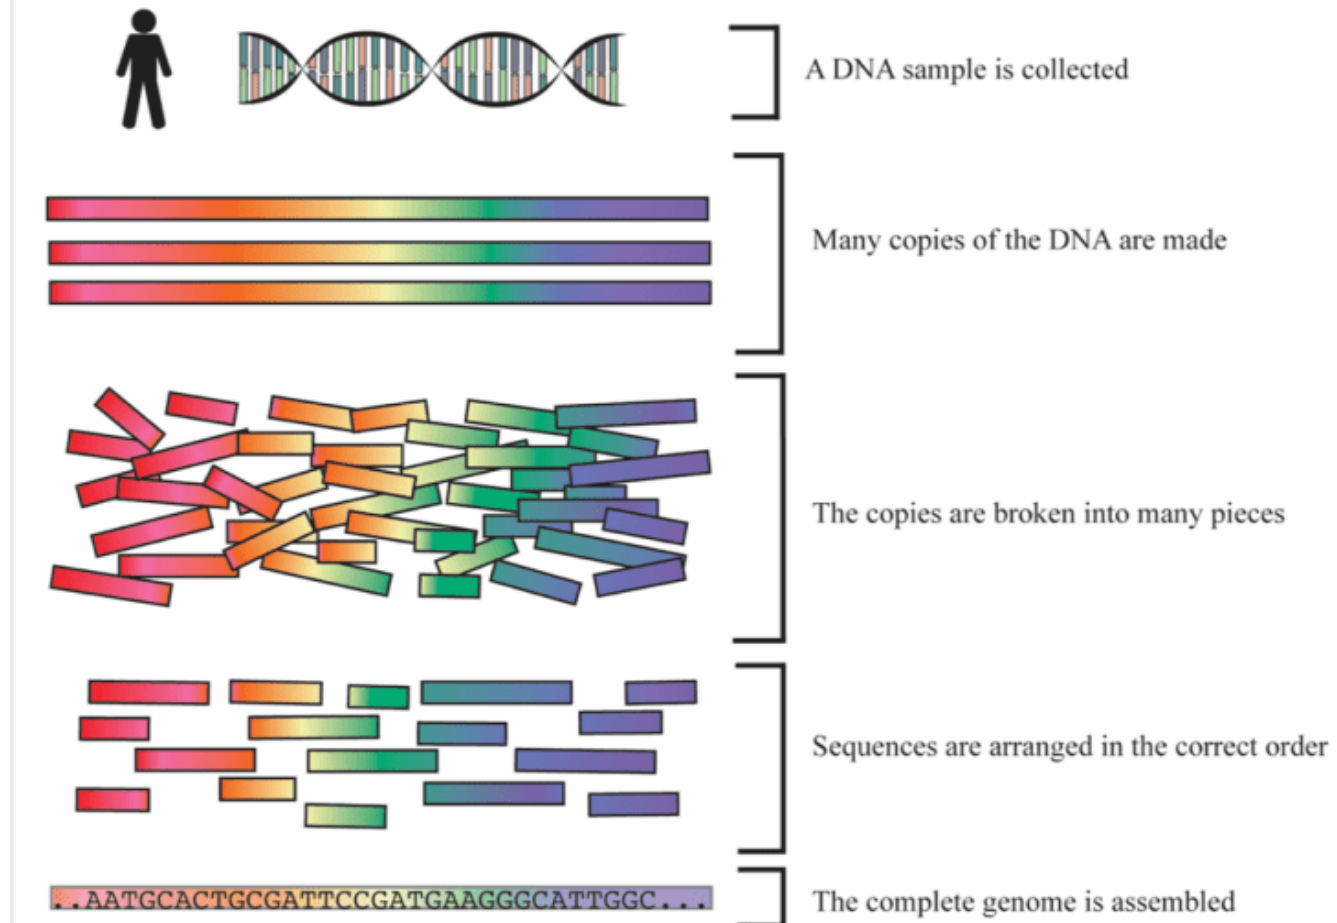 A DNA sample is collected
Many copies of the DNA are made
The copies are broken into many pieces
Sequences are arranged in the correct order
..AATGCACTGCGATTCCCGATGAAGGGCATTGGC...
The complete genome is assembled